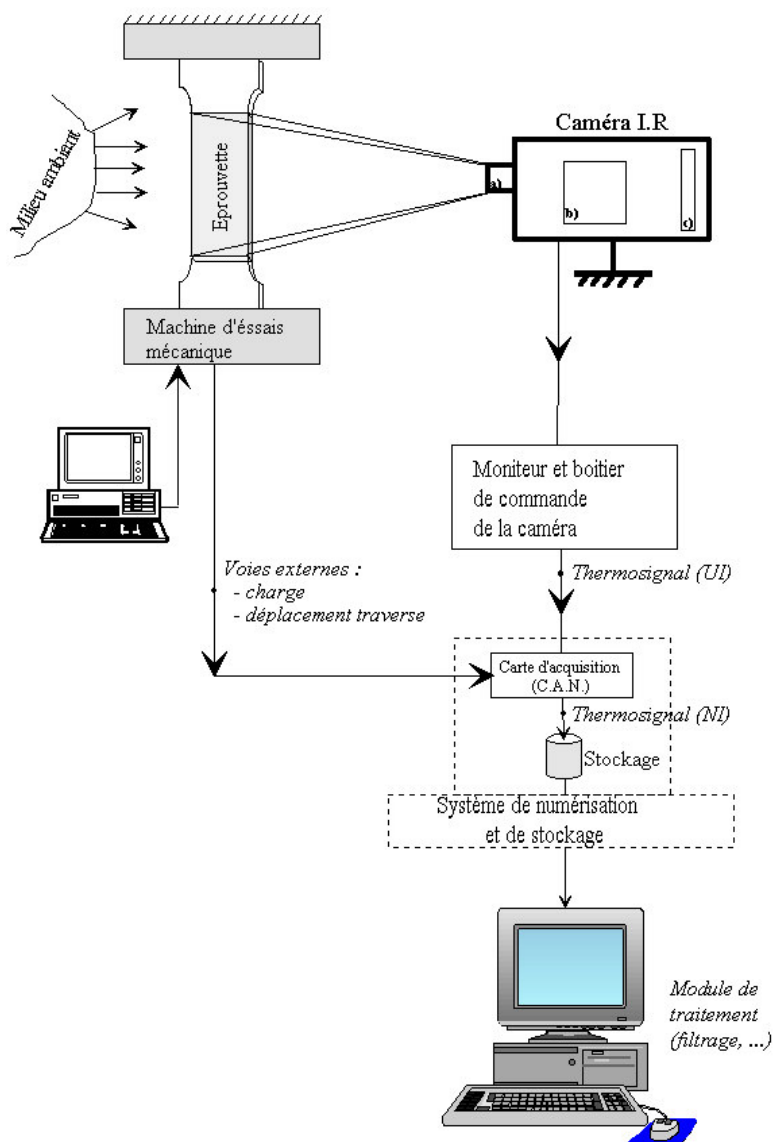 Caméra I.R
Milieu ambiant
Eprouvette
a)
b)
c)
Machine d'éssais
mécanique
Moniteur et boitier
de commande
de la caméra
Voies externes :
- charge
- déplacement traverse
Thermosignal (UI)
Carte d'acquisition
(C.A.N.)
Thermosignal (NI)
Stockage
Système de numérisation
et de stockage
Module de
traitement
(filtrage, ...)